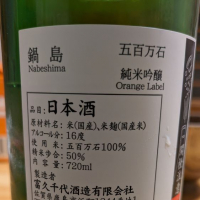 鍋島
Nabeshima
五百万石
純米吟醸
Orange Label
品目：日本酒
原材料名：米(国産)、米麹(国産米)
アルコール分：16度
使用米：五百万石100%
精米歩合：50%
内容量：720ml
製造者
富久千代酒造有限会社